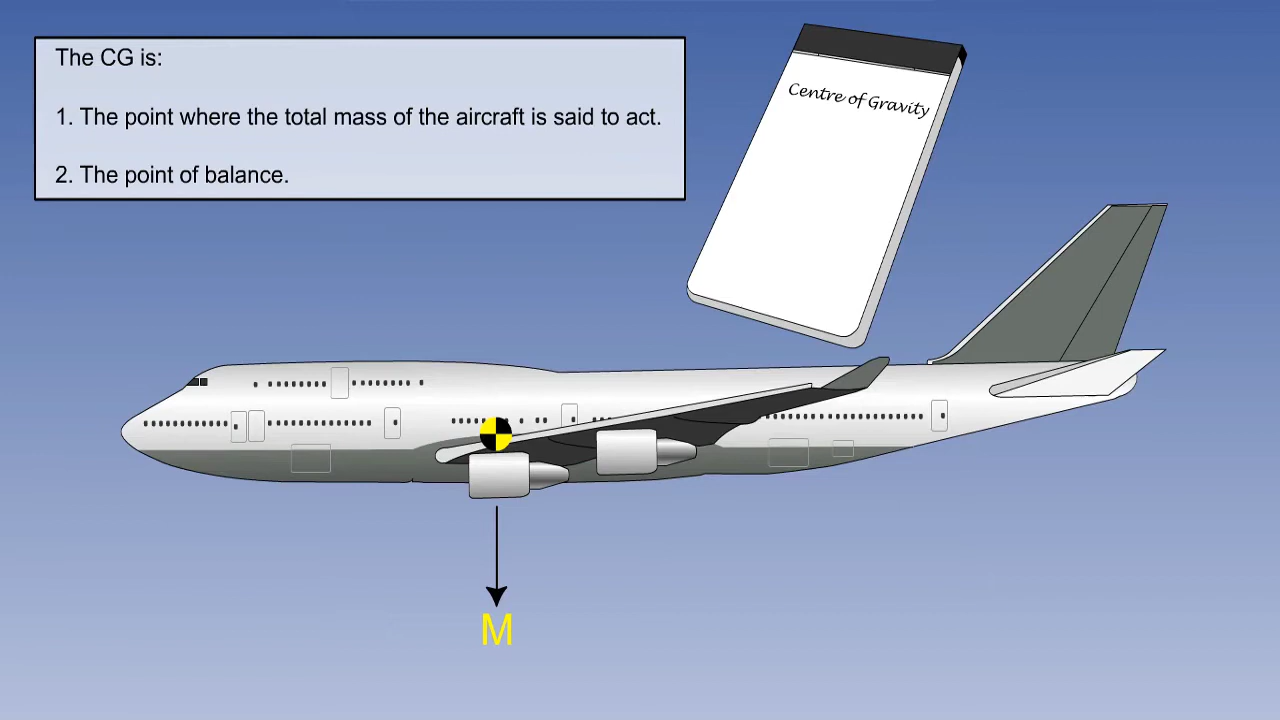 The CG is:
1. The point where the total mass of the aircraft is said to act.
2. The point of balance.
Centre of Gravity
M